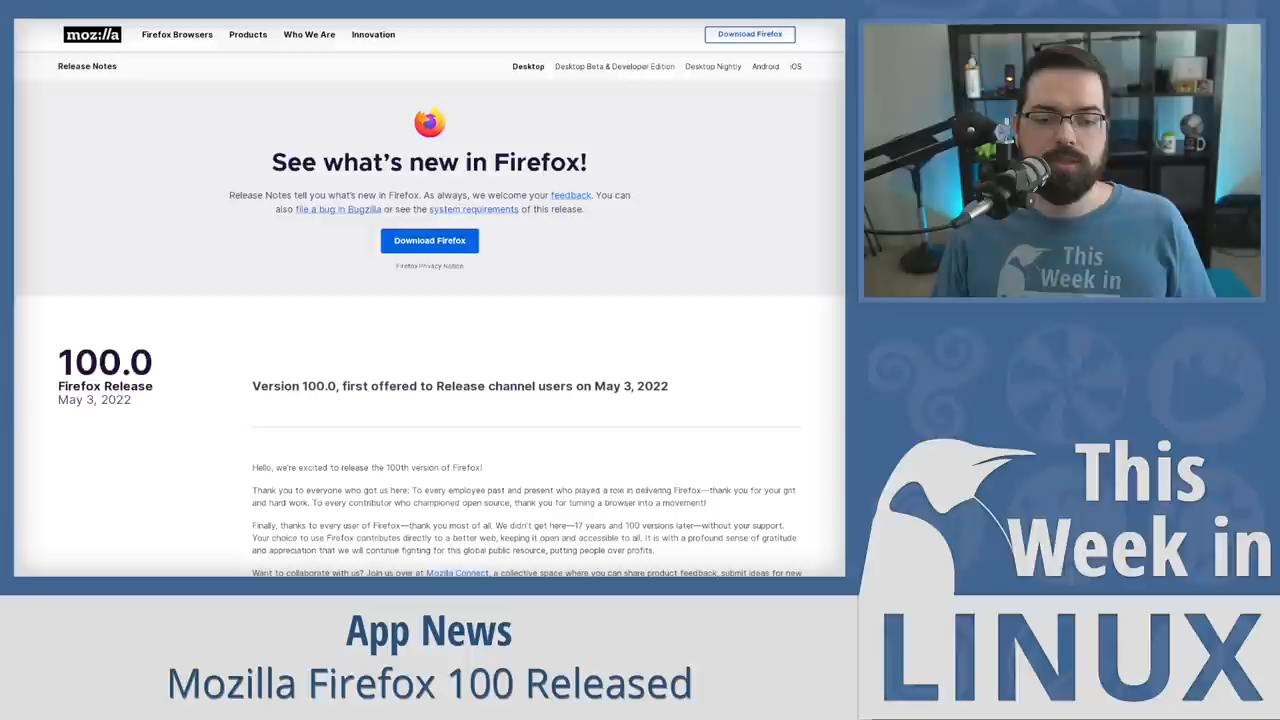 moz://a
Firefox Browsers Products Who We Are Innovation
Download Firefox
Release Notes
Desktop Desktop Beta & Developer Edition Desktop Nightly Android iOS
See what's new in Firefox!
Release Notes tell you what's new in Firefox. As always, we welcome your feedback. You can
also file a bug in Bugzilla or see the system requirements of this release.
Download Firefox
Firefox Privacy Notice
100.0
Firefox Release
May 3, 2022
Version 100.0, first offered to Release channel users on May 3, 2022
Hello, we're excited to release the 100th version of Firefox!
Thank you to everyone who got us here: To every employee past and present who played a role in delivering Firefox—thank you for your grit
and hard work. To every contributor who championed open source, thank you for turning a browser into a movement!
Finally, thanks to every user of Firefox—thank you most of all. We didn't get here—17 years and 100 versions later—without your support.
Your choice to use Firefox contributes directly to a better web, keeping it open and accessible to all. It is with a profound sense of gratitude
and appreciation that we will continue fighting for this global public resource, putting people over profits.
Want to collaborate with us? Join us over at Mozilla Connect, a collective space where you can share product feedback, submit ideas for new
This
Week in
This
Week in
LINUX
App News
Mozilla Firefox 100 Released